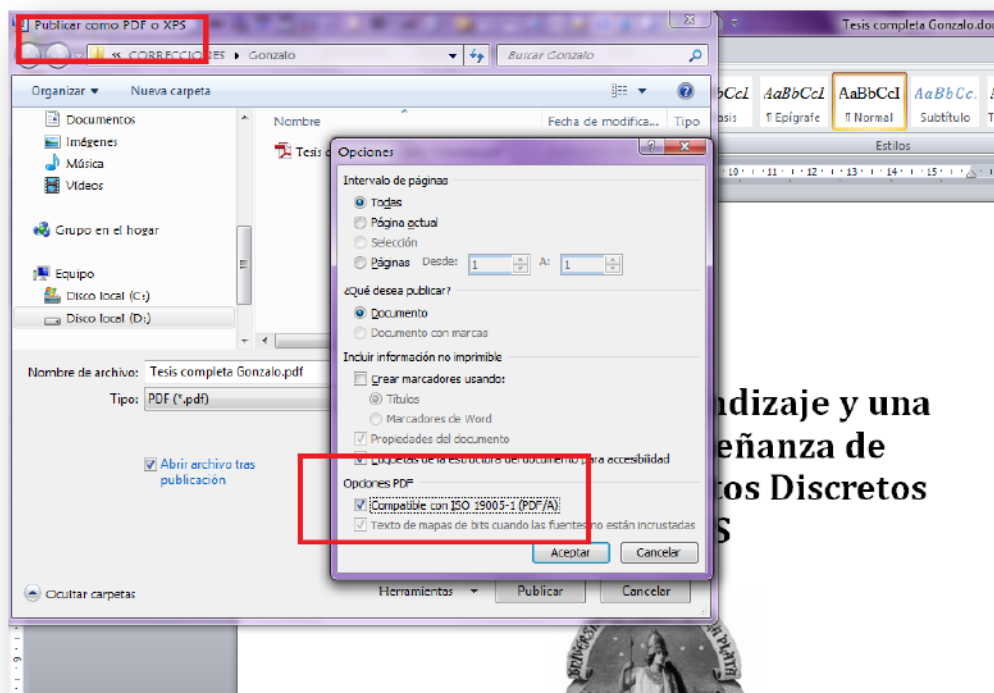 Publicar como PDF o XPS
Tesis completa Gonzalo.doc
« CORRECCIONES ▸ Gonzalo
Buscar Gonzalo
Organizar ▾ Nueva carpeta
Documentos
Imágenes
Música
Vídeos
Grupo en el hogar
Equipo
Disco local (C:)
Disco local (D:)
Nombre
Fecha de modifica...
Tipo
Tesis
AaBbCcI AaBbCcI AaBbCc.
¶ Epígrafe ¶ Normal Subtítulo
Estilos
10 · 11 · 12 · 13 · 14 · 15
Opciones
Intervalo de páginas
Todas
Página actual
Selección
Páginas Desde: 1 A: 1
¿Qué desea publicar?
Documento
Documento con marcas
Incluir información no imprimible
Crear marcadores usando:
Títulos
Marcadores de Word
Propiedades del documento
Etiquetas de la estructura del documento para accesibilidad
Opciones PDF
Compatible con ISO 19005-1 (PDF/A)
Texto de mapas de bits cuando las fuentes no están incrustadas
Aceptar Cancelar
Nombre de archivo: Tesis completa Gonzalo.pdf
Tipo: PDF (*.pdf)
Abrir archivo tras
publicación
Ocultar carpetas
Herramientas ▾ Publicar Cancelar
ndizaje y una
eñanza de
tos Discretos
S